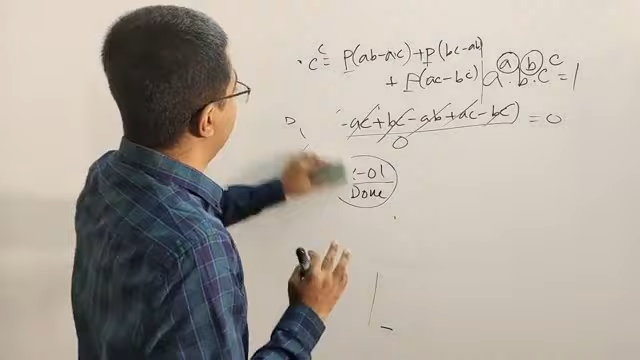 . c^c = P(ab-ac)+P(bc-ab)
+ P(ac-bc) a^a . b^b . c^c = 1
-ac+bc-ab+ac-bc) = 0
0
-01
Done